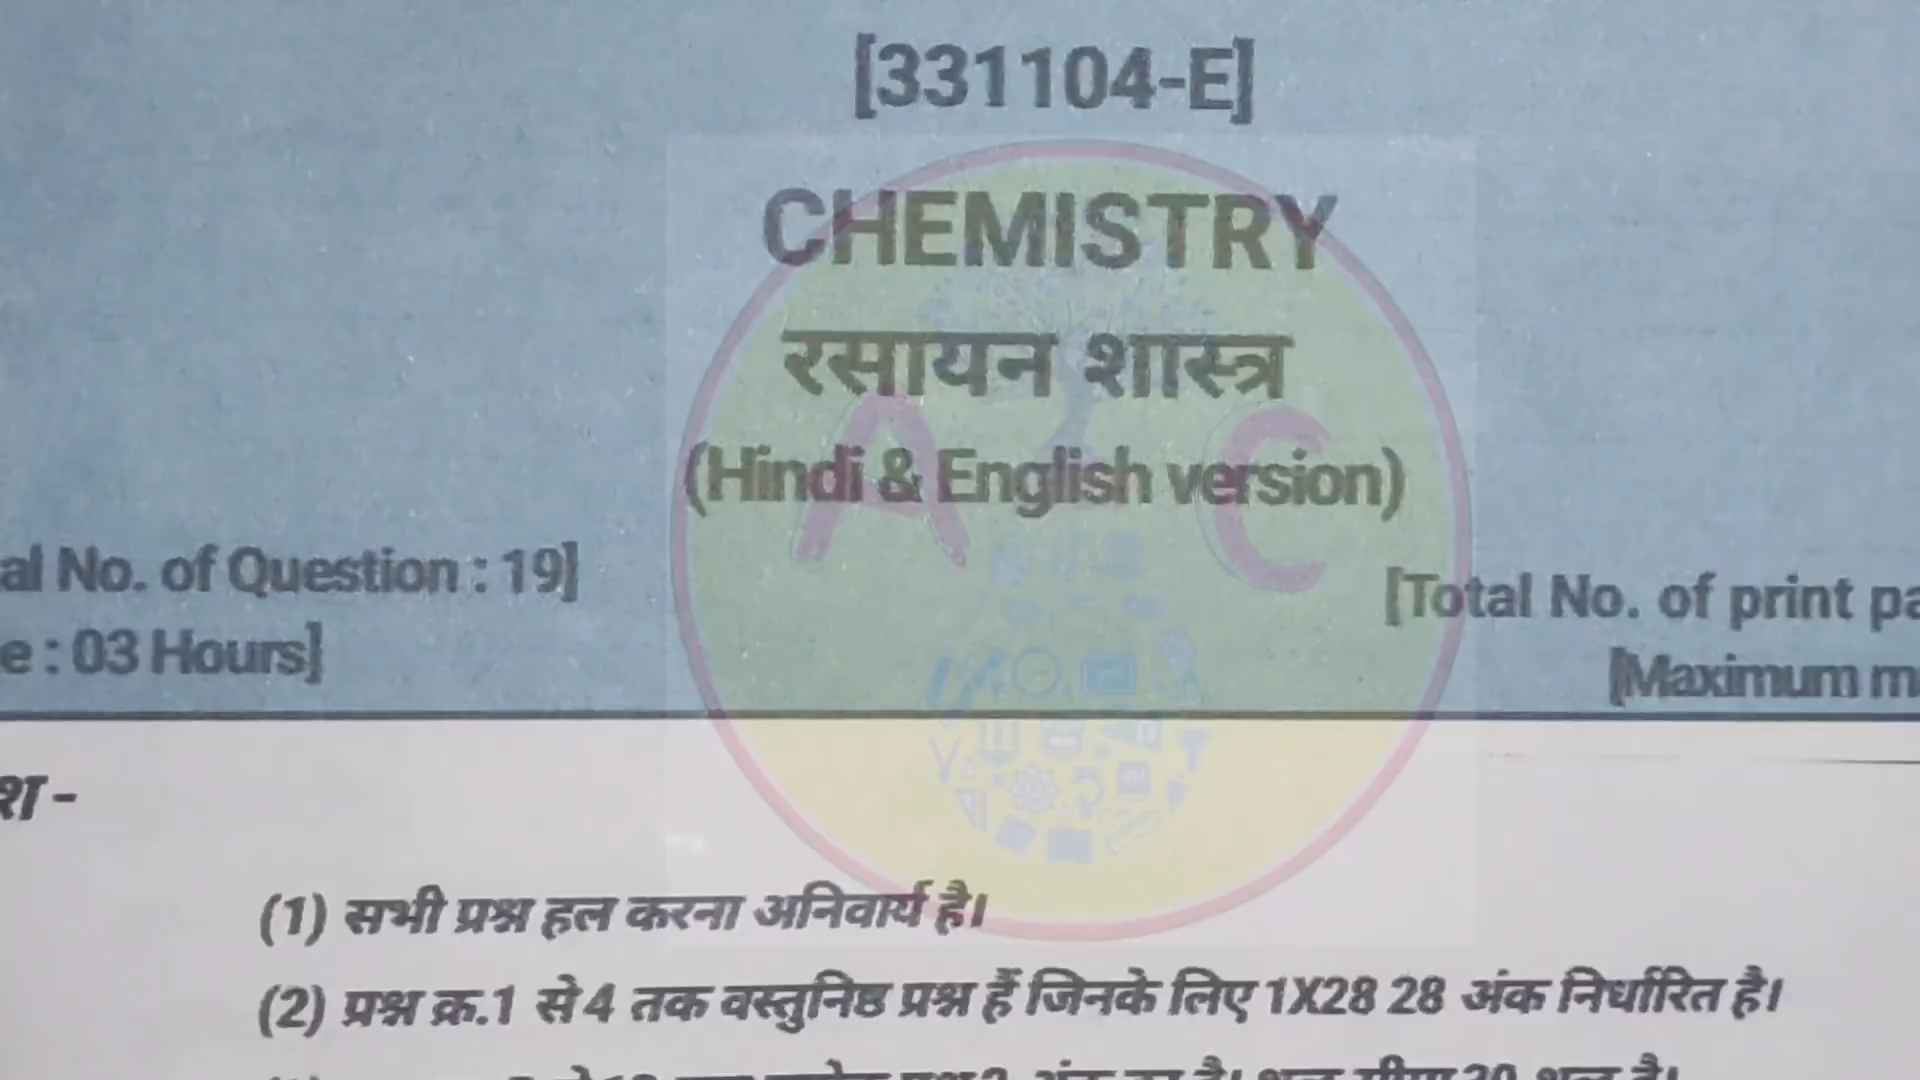 [331104-E]
CHEMISTRY
रसायन शास्त्र
(Hindi & English version)
A I C
al No. of Question : 19]
[Total No. of print pa
e : 03 Hours]
[Maximum m
श -
(1) सभी प्रश्न हल करना अनिवार्य है।
(2) प्रश्न क्र.1 से 4 तक वस्तुनिष्ठ प्रश्न हैं जिनके लिए 1X28 28 अंक निर्धारित है।